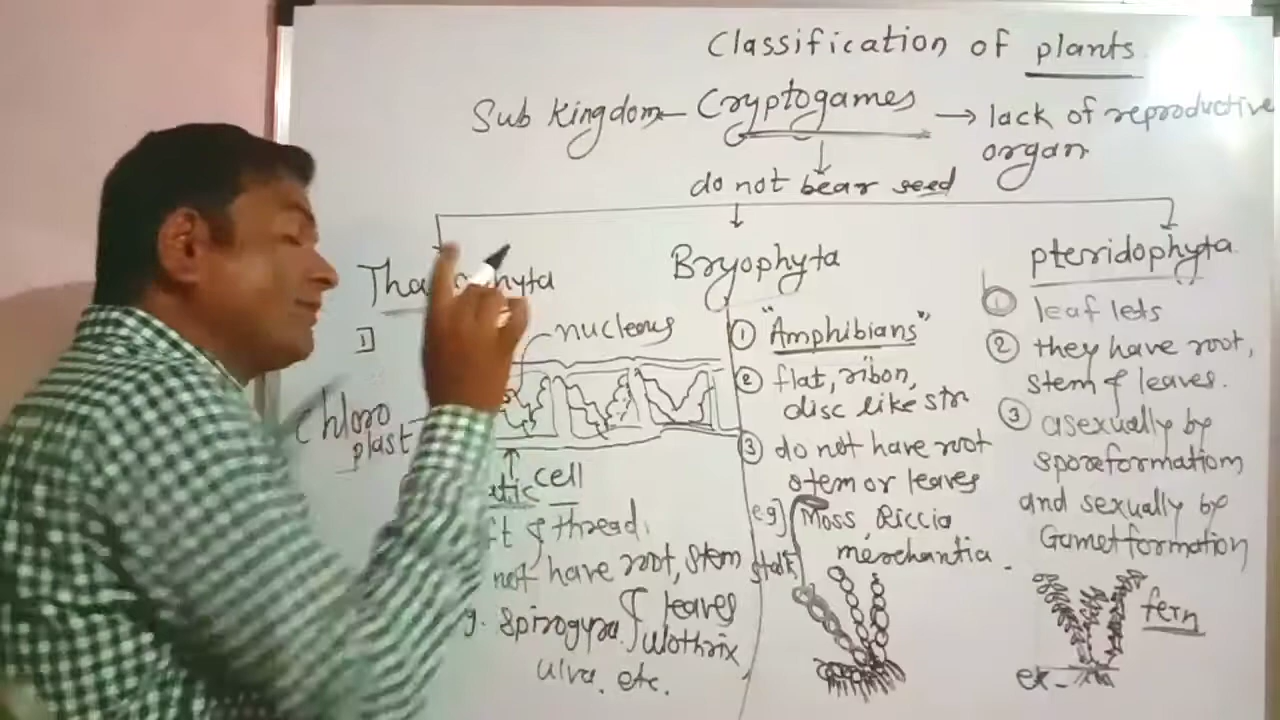 Classification of plants
Sub Kingdom - Cryptogames → lack of reproductive
organ
do not bear seed
Bryophyta
① "Amphibians"
② flat, ribon,
disc like str
③ do not have root
stem or leaves
eg) Moss Riccia
merchantia.
stalk
pteridophyta
① leaf lets
② they have root,
stem & leaves.
③ asexually by
sporeformation
and sexually by
Gametformation
fern
ex-
1)
nucleous
chloro
plast
cell
& thread.
not have root, stem
& leaves
g. spirogyra. ulothrix
ulva. etc.